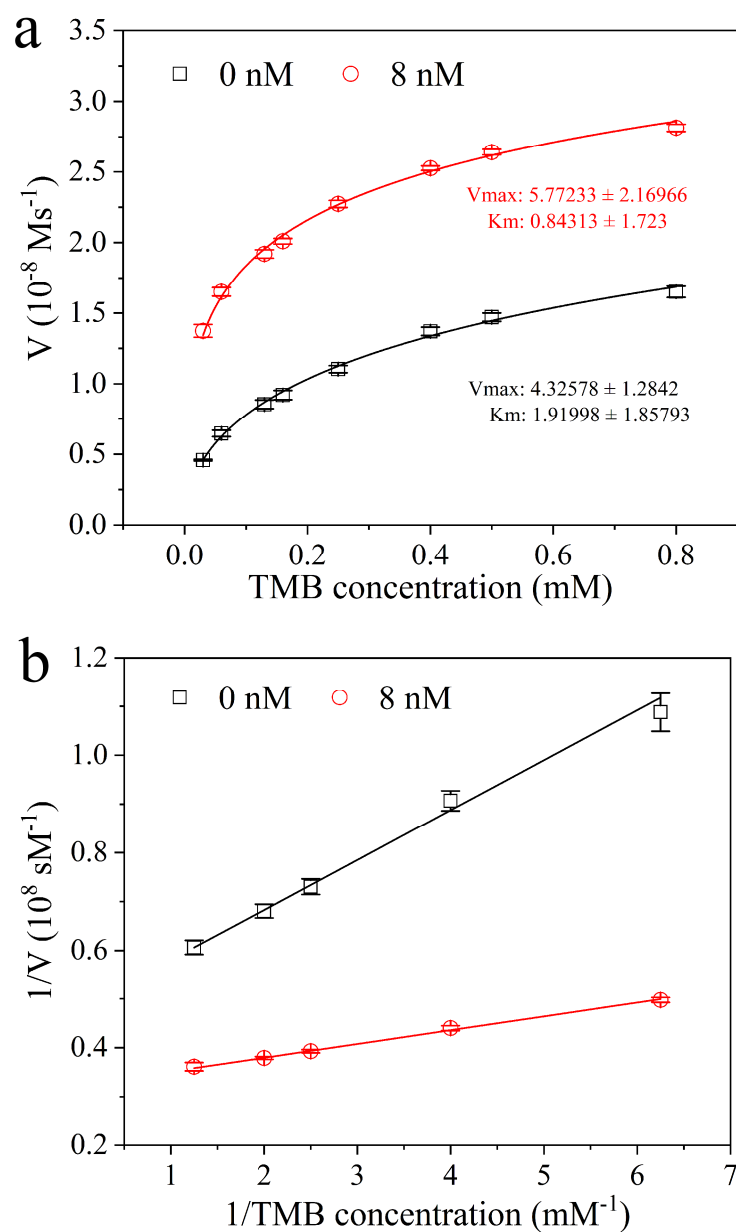 a
3.5
3.0
2.5
2.0
1.5
1.0
0.5
0.0
V (10⁻⁸ Ms⁻¹)
0 nM 8 nM
Vmax: 5.77233 ± 2.16966
Km: 0.84313 ± 1.723
Vmax: 4.32578 ± 1.2842
Km: 1.91998 ± 1.85793
0.0 0.2 0.4 0.6 0.8
TMB concentration (mM)
b
1.2
1.0
0.8
0.6
0.4
0.2
1/V (10⁸ sM⁻¹)
0 nM 8 nM
1 2 3 4 5 6 7
1/TMB concentration (mM⁻¹)